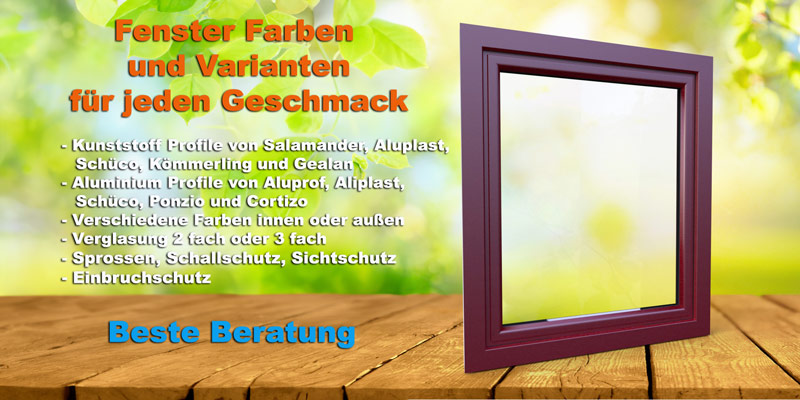 Fenster Farben
und Varianten
für jeden Geschmack
- Kunststoff Profile von Salamander, Aluplast,
Schüco, Kömmerling und Gealan
- Aluminium Profile von Aluprof, Aliplast,
Schüco, Ponzio und Cortizo
- Verschiedene Farben innen oder außen
- Verglasung 2 fach oder 3 fach
- Sprossen, Schallschutz, Sichtschutz
- Einbruchschutz
Beste Beratung